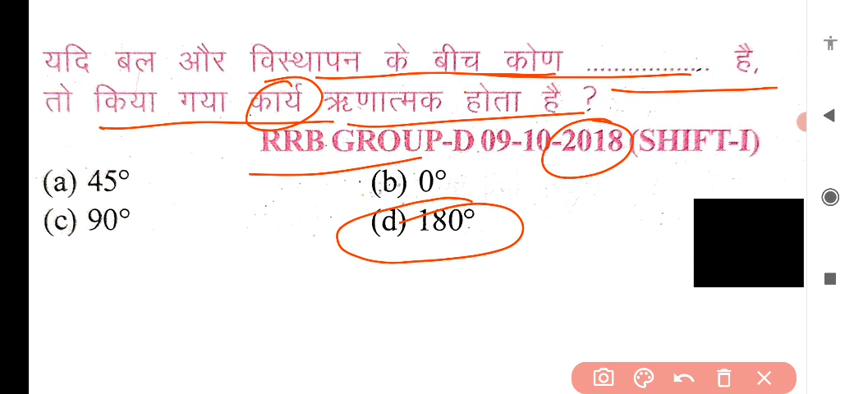 यदि बल और विस्थापन के बीच कोण ................ है,
तो किया गया कार्य ऋणात्मक होता है ?
RRB GROUP-D 09-10-2018 (SHIFT-I)
(a) 45° (b) 0°
(c) 90° (d) 180°